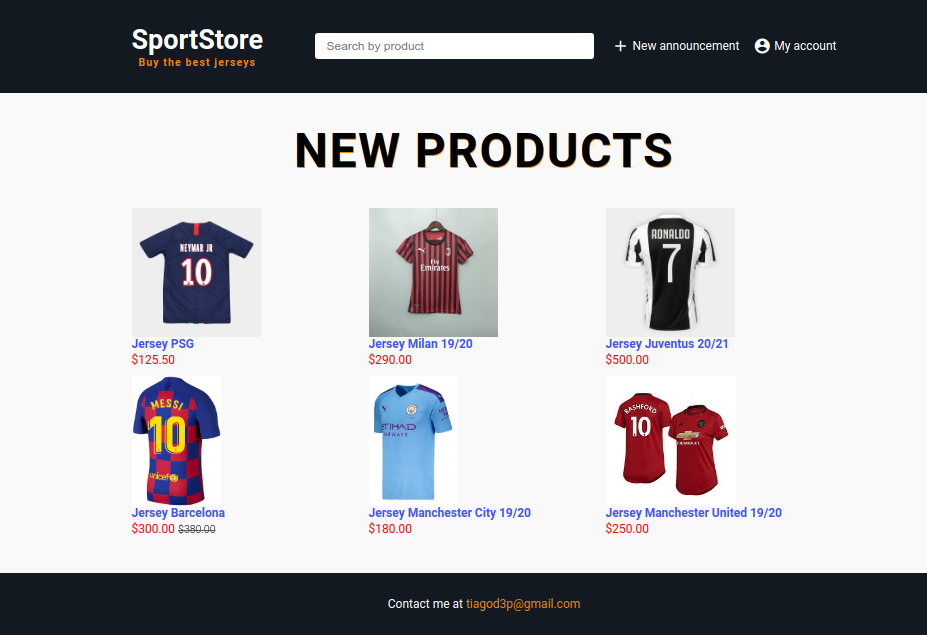 SportStore
Buy the best jerseys
Search by product
New announcement
My account
NEW PRODUCTS
NEYMAR JR
10
Fly
Emirates
RONALDO
7
Jersey PSG
$125.50
Jersey Milan 19/20
$290.00
Jersey Juventus 20/21
$500.00
MESSI
10
unicef
ETIHAD
AIRWAYS
RASHFORD
10
Jersey Barcelona
$300.00 $380.00
Jersey Manchester City 19/20
$180.00
Jersey Manchester United 19/20
$250.00
Contact me at tiagod3p@gmail.com